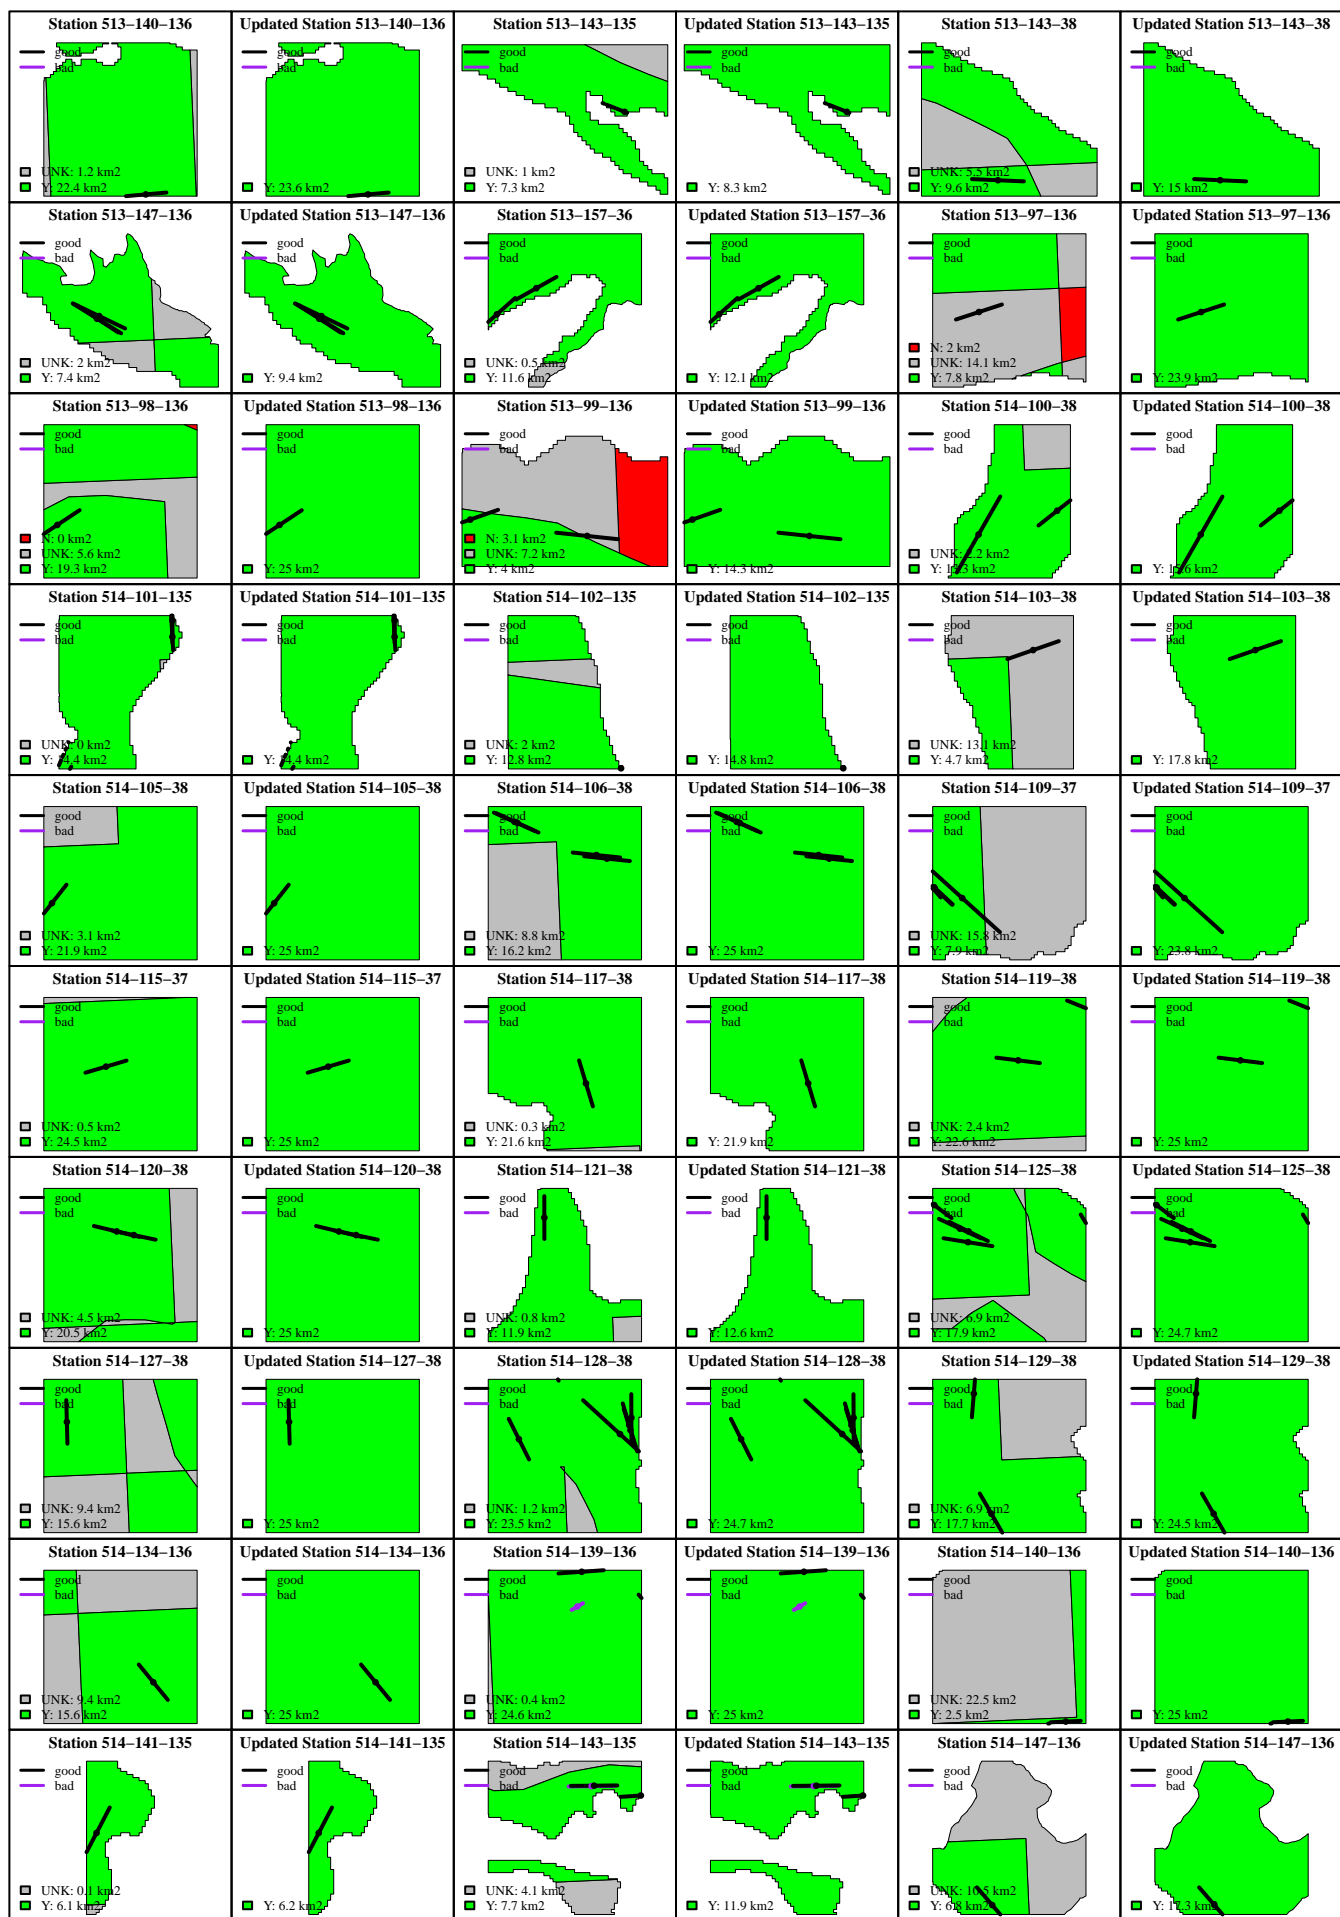 Station 513−140−136
good
bad
UNK: 1.2 km2
Y: 22.4 km2
Updated Station 513−140−136
good
bad
Y: 23.6 km2
Station 513−143−135
good
bad
UNK: 1 km2
Y: 7.3 km2
Updated Station 513−143−135
good
bad
Y: 8.3 km2
Station 513−143−38
good
bad
UNK: 5.5 km2
Y: 9.6 km2
Updated Station 513−143−38
good
bad
Y: 15 km2
Station 513−147−136
good
bad
UNK: 2 km2
Y: 7.4 km2
Updated Station 513−147−136
good
bad
Y: 9.4 km2
Station 513−157−36
good
bad
UNK: 0.5 km2
Y: 11.6 km2
Updated Station 513−157−36
good
bad
Y: 12.1 km2
Station 513−97−136
good
bad
N: 2 km2
UNK: 14.1 km2
Y: 7.8 km2
Updated Station 513−97−136
good
bad
Y: 23.9 km2
Station 513−98−136
good
bad
N: 0 km2
UNK: 5.6 km2
Y: 19.3 km2
Updated Station 513−98−136
good
bad
Y: 25 km2
Station 513−99−136
good
bad
N: 3.1 km2
UNK: 7.2 km2
Y: 4 km2
Updated Station 513−99−136
good
bad
Y: 14.3 km2
Station 514−100−38
good
bad
UNK: 2.2 km2
Y: 13.3 km2
Updated Station 514−100−38
good
bad
Y: 15.6 km2
Station 514−101−135
good
bad
UNK: 0 km2
Y: 14.4 km2
Updated Station 514−101−135
good
bad
Y: 14.4 km2
Station 514−102−135
good
bad
UNK: 2 km2
Y: 12.8 km2
Updated Station 514−102−135
good
bad
Y: 14.8 km2
Station 514−103−38
good
bad
UNK: 13.1 km2
Y: 4.7 km2
Updated Station 514−103−38
good
bad
Y: 17.8 km2
Station 514−105−38
good
bad
UNK: 3.1 km2
Y: 21.9 km2
Updated Station 514−105−38
good
bad
Y: 25 km2
Station 514−106−38
good
bad
UNK: 8.8 km2
Y: 16.2 km2
Updated Station 514−106−38
good
bad
Y: 25 km2
Station 514−109−37
good
bad
UNK: 15.8 km2
Y: 7.9 km2
Updated Station 514−109−37
good
bad
Y: 23.8 km2
Station 514−115−37
good
bad
UNK: 0.5 km2
Y: 24.5 km2
Updated Station 514−115−37
good
bad
Y: 25 km2
Station 514−117−38
good
bad
UNK: 0.3 km2
Y: 21.6 km2
Updated Station 514−117−38
good
bad
Y: 21.9 km2
Station 514−119−38
good
bad
UNK: 2.4 km2
Y: 22.6 km2
Updated Station 514−119−38
good
bad
Y: 25 km2
Station 514−120−38
good
bad
UNK: 4.5 km2
Y: 20.5 km2
Updated Station 514−120−38
good
bad
Y: 25 km2
Station 514−121−38
good
bad
UNK: 0.8 km2
Y: 11.9 km2
Updated Station 514−121−38
good
bad
Y: 12.6 km2
Station 514−125−38
good
bad
UNK: 6.9 km2
Y: 17.9 km2
Updated Station 514−125−38
good
bad
Y: 24.7 km2
Station 514−127−38
good
bad
UNK: 9.4 km2
Y: 15.6 km2
Updated Station 514−127−38
good
bad
Y: 25 km2
Station 514−128−38
good
bad
UNK: 1.2 km2
Y: 23.5 km2
Updated Station 514−128−38
good
bad
Y: 24.7 km2
Station 514−129−38
good
bad
UNK: 6.9 km2
Y: 17.7 km2
Updated Station 514−129−38
good
bad
Y: 24.5 km2
Station 514−134−136
good
bad
UNK: 9.4 km2
Y: 15.6 km2
Updated Station 514−134−136
good
bad
Y: 25 km2
Station 514−139−136
good
bad
UNK: 0.4 km2
Y: 24.6 km2
Updated Station 514−139−136
good
bad
Y: 25 km2
Station 514−140−136
good
bad
UNK: 22.5 km2
Y: 2.5 km2
Updated Station 514−140−136
good
bad
Y: 25 km2
Station 514−141−135
good
bad
UNK: 0.1 km2
Y: 6.1 km2
Updated Station 514−141−135
good
bad
Y: 6.2 km2
Station 514−143−135
good
bad
UNK: 4.1 km2
Y: 7.7 km2
Updated Station 514−143−135
good
bad
Y: 11.9 km2
Station 514−147−136
good
bad
UNK: 10.5 km2
Y: 6.8 km2
Updated Station 514−147−136
good
bad
Y: 17.3 km2